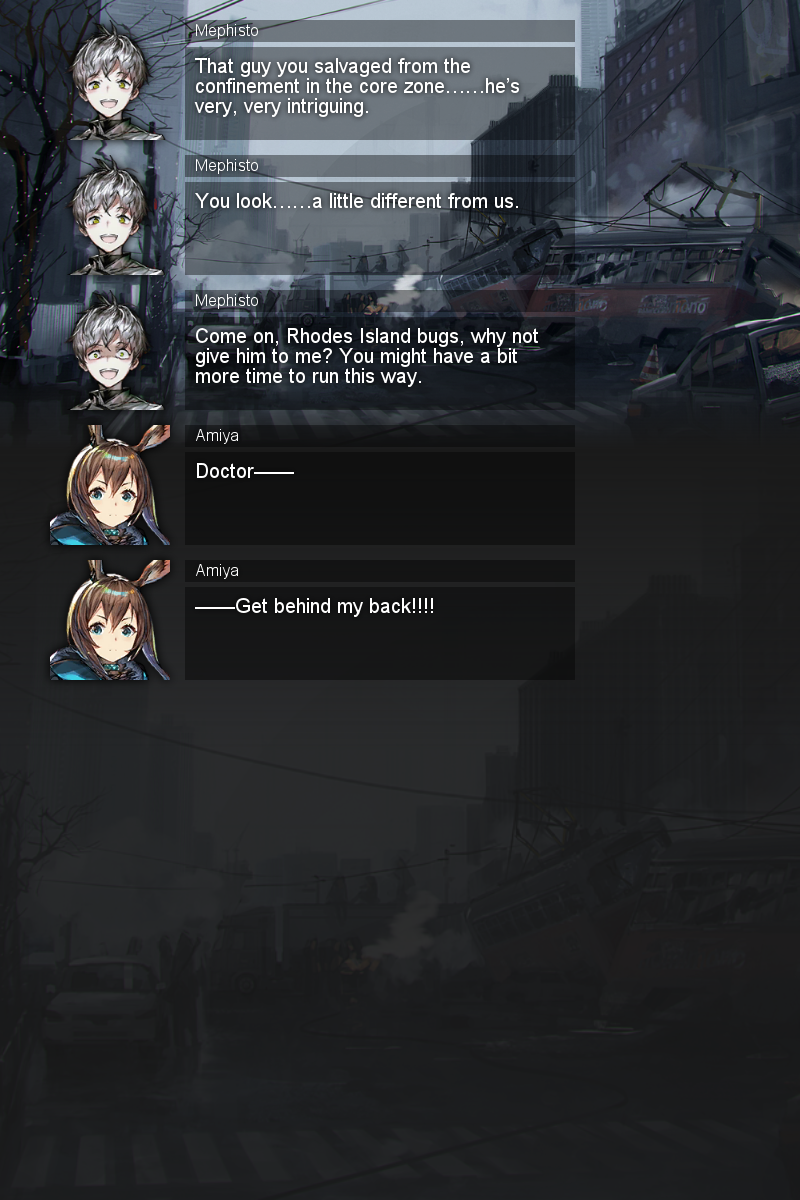 Mephisto
That guy you salvaged from the
confinement in the core zone……he's
very, very intriguing.
Mephisto
You look……a little different from us.
Mephisto
Come on, Rhodes Island bugs, why not
give him to me? You might have a bit
more time to run this way.
Amiya
Doctor——
Amiya
——Get behind my back!!!!